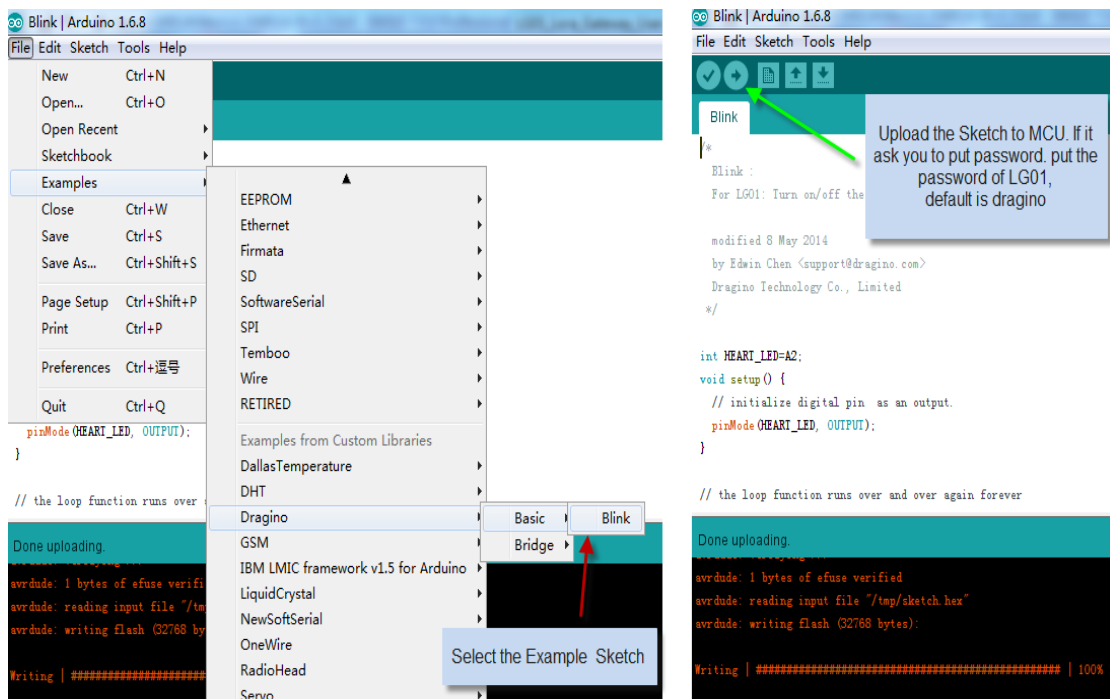 Blink | Arduino 1.6.8
File Edit Sketch Tools Help
New Ctrl+N
Open... Ctrl+O
Open Recent
Sketchbook
Examples
Close Ctrl+W
Save Ctrl+S
Save As... Ctrl+Shift+S
Page Setup Ctrl+Shift+P
Print Ctrl+P
Preferences Ctrl+逗号
Quit Ctrl+Q
EEPROM
Ethernet
Firmata
SD
SoftwareSerial
SPI
Temboo
Wire
RETIRED
Examples from Custom Libraries
DallasTemperature
DHT
Dragino
GSM
IBM LMIC framework v1.5 for Arduino
LiquidCrystal
NewSoftSerial
OneWire
RadioHead
Servo
Basic
Bridge
Blink
Select the Example Sketch
pinMode(HEART_LED, OUTPUT);
}
// the loop function runs over
Done uploading.
avrdude: 1 bytes of efuse verifi
avrdude: reading input file "/tm
avrdude: writing flash (32768 by
Writing | ######################
Blink | Arduino 1.6.8
File Edit Sketch Tools Help
Blink
Upload the Sketch to MCU. If it
ask you to put password. put the
password of LG01,
default is dragino
/*
Blink :
For LG01: Turn on/off the
modified 8 May 2014
by Edwin Chen <support@dragino.com>
Dragino Technology Co., Limited
*/
int HEART_LED=A2;
void setup() {
// initialize digital pin as an output.
pinMode(HEART_LED, OUTPUT);
}
// the loop function runs over and over again forever
Done uploading.
avrdude: 1 bytes of efuse verified
avrdude: reading input file "/tmp/sketch.hex"
avrdude: writing flash (32768 bytes):
Writing | ################################################## | 100%